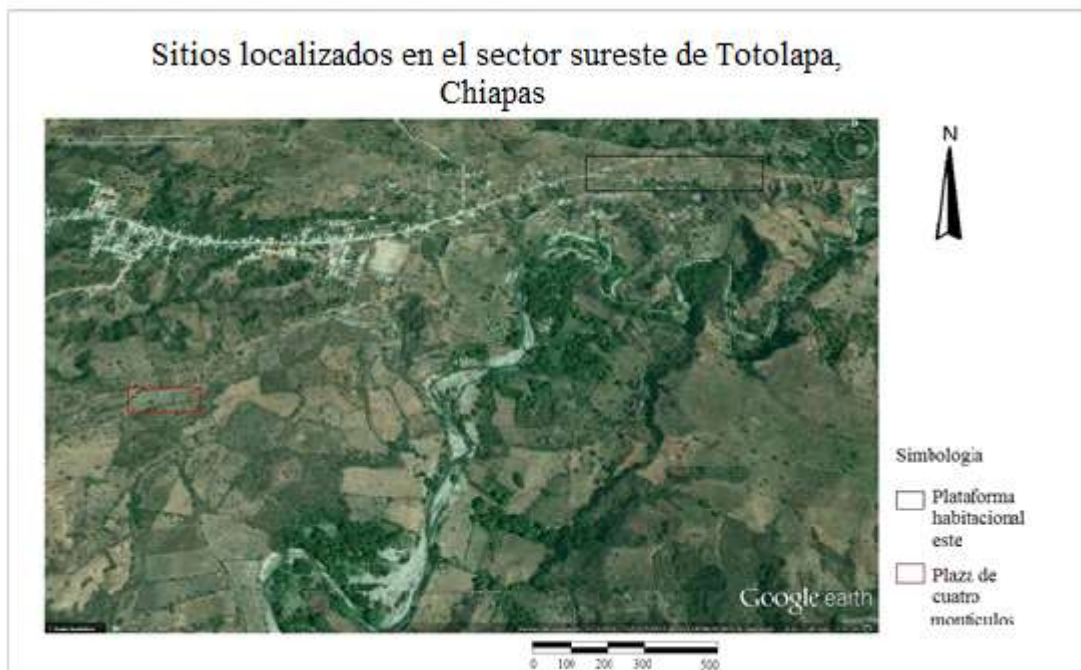 Sitios localizados en el sector sureste de Totolapa,
Chiapas
N
Simbología
Plataforma
habitacional
este
Plaza de
cuatro
montículos
Google earth
0 100 200 300 500